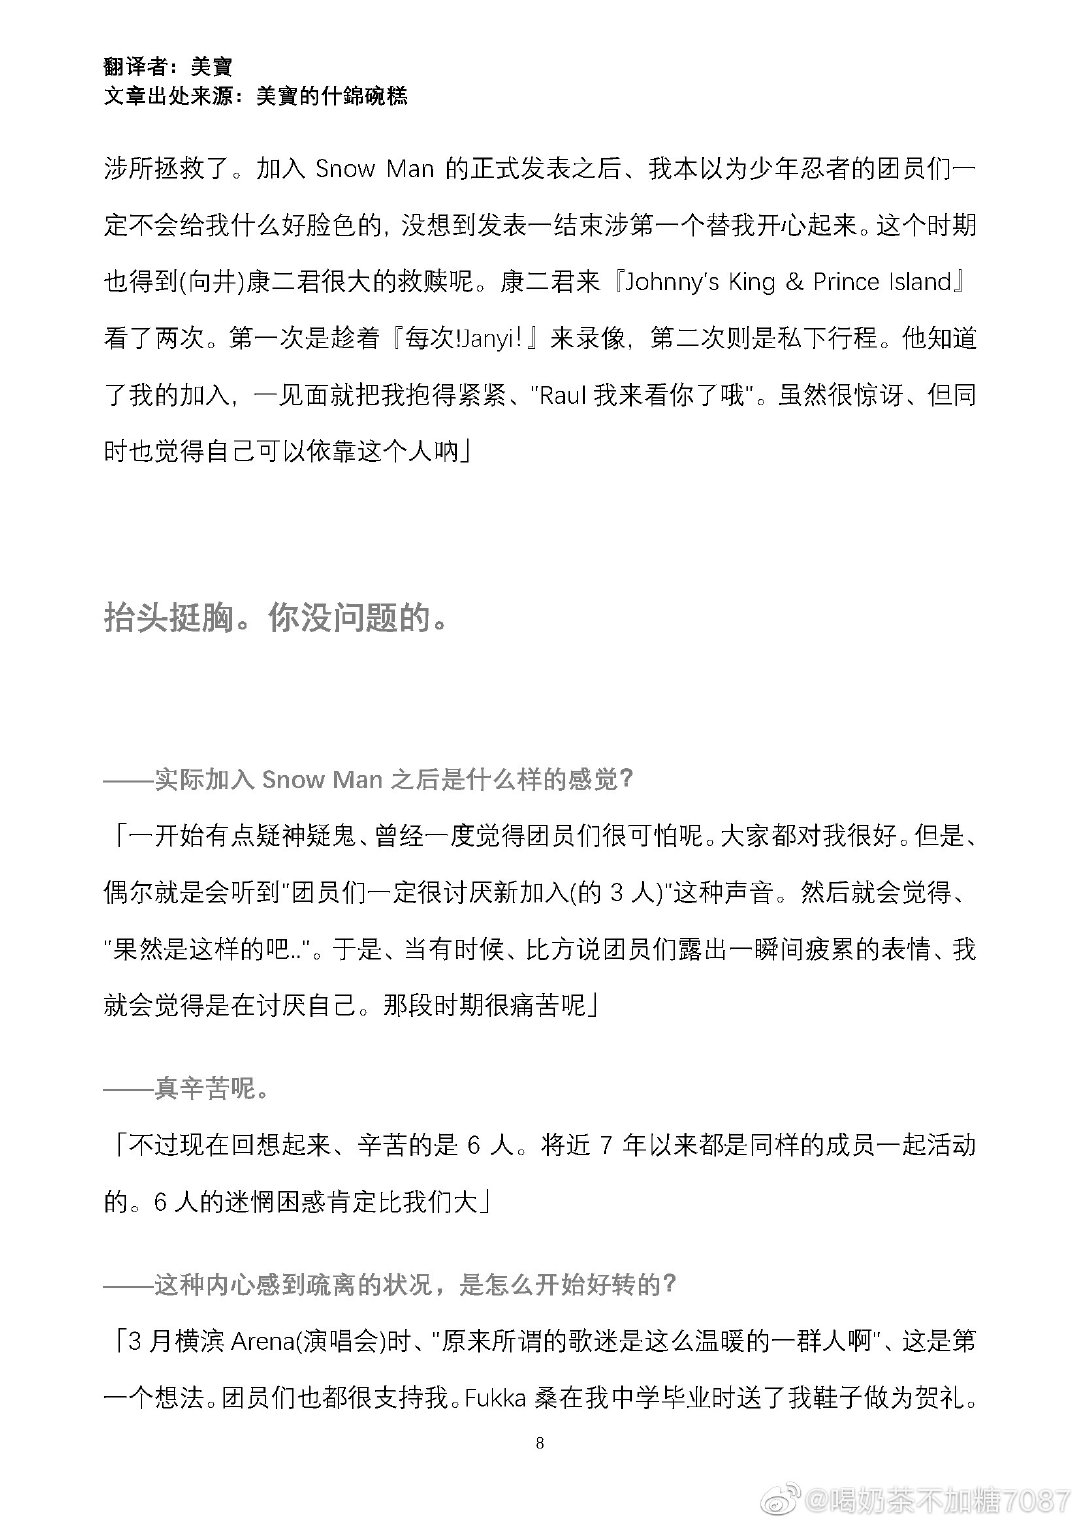 翻译者：美寶
文章出处来源：美寶的什錦碗糕
涉所拯救了。加入 Snow Man 的正式发表之后、我本以为少年忍者的团员们一
定不会给我什么好脸色的，没想到发表一结束涉第一个替我开心起来。这个时期
也得到(向井)康二君很大的救赎呢。康二君来『Johnny's King & Prince Island』
看了两次。第一次是趁着『每次!Janyi！』来录像，第二次则是私下行程。他知道
了我的加入，一见面就把我抱得紧紧、"Raul 我来看你了哦"。虽然很惊讶、但同
时也觉得自己可以依靠这个人呐」
抬头挺胸。你没问题的。
——实际加入 Snow Man 之后是什么样的感觉？
「一开始有点疑神疑鬼、曾经一度觉得团员们很可怕呢。大家都对我很好。但是、
偶尔就是会听到"团员们一定很讨厌新加入(的 3 人)"这种声音。然后就会觉得、
"果然是这样的吧.."。于是、当有时候、比方说团员们露出一瞬间疲累的表情、我
就会觉得是在讨厌自己。那段时期很痛苦呢」
——真辛苦呢。
「不过现在回想起来、辛苦的是 6 人。将近 7 年以来都是同样的成员一起活动
的。6 人的迷惘困惑肯定比我们大」
——这种内心感到疏离的状况，是怎么开始好转的？
「3 月横滨 Arena(演唱会)时、"原来所谓的歌迷是这么温暖的一群人啊"、这是第
一个想法。团员们也都很支持我。Fukka 桑在我中学毕业时送了我鞋子做为贺礼。
8
@喝奶茶不加糖7087